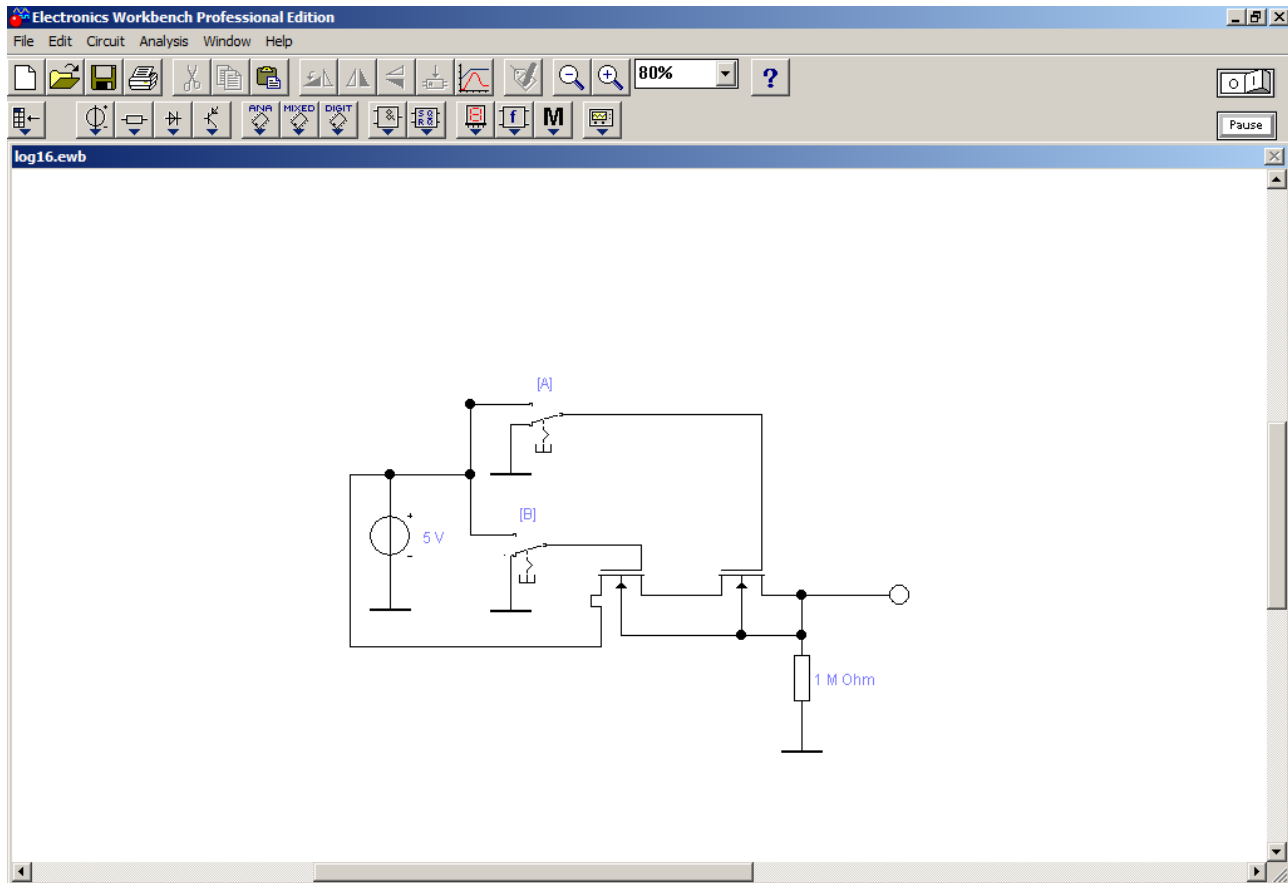 Electronics Workbench Professional Edition
File Edit Circuit Analysis Window Help
80%
?
ANA MIXED DIGIT
M
Pause
log16.ewb
[A]
[B]
5 V
1 M Ohm